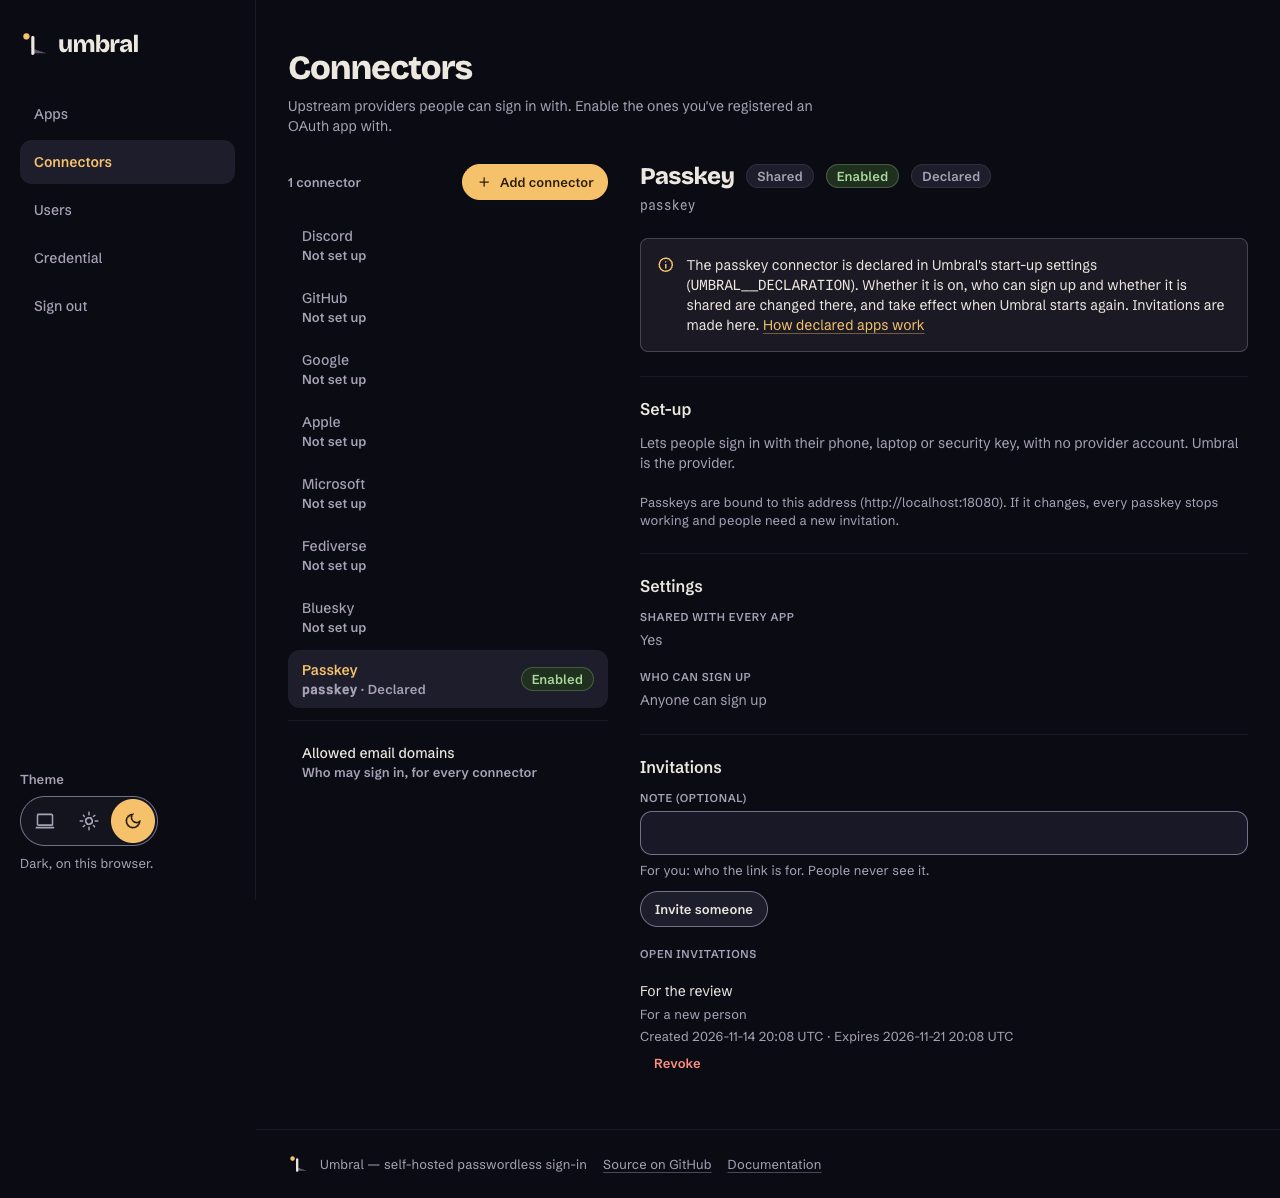 umbral
Apps
Connectors
Users
Credential
Sign out
Theme
Dark, on this browser.
Connectors
Upstream providers people can sign in with. Enable the ones you've registered an
OAuth app with.
1 connector
Add connector
Discord
Not set up
GitHub
Not set up
Google
Not set up
Apple
Not set up
Microsoft
Not set up
Fediverse
Not set up
Bluesky
Not set up
Passkey
passkey · Declared
Enabled
Allowed email domains
Who may sign in, for every connector
Passkey Shared Enabled Declared
passkey
The passkey connector is declared in Umbral's start-up settings
(UMBRAL__DECLARATION). Whether it is on, who can sign up and whether it is
shared are changed there, and take effect when Umbral starts again. Invitations are
made here. How declared apps work
Set-up
Lets people sign in with their phone, laptop or security key, with no provider account. Umbral
is the provider.
Passkeys are bound to this address (http://localhost:18080). If it changes, every passkey stops
working and people need a new invitation.
Settings
SHARED WITH EVERY APP
Yes
WHO CAN SIGN UP
Anyone can sign up
Invitations
NOTE (OPTIONAL)
For you: who the link is for. People never see it.
Invite someone
OPEN INVITATIONS
For the review
For a new person
Created 2026-11-14 20:08 UTC · Expires 2026-11-21 20:08 UTC
Revoke
Umbral — self-hosted passwordless sign-in Source on GitHub Documentation